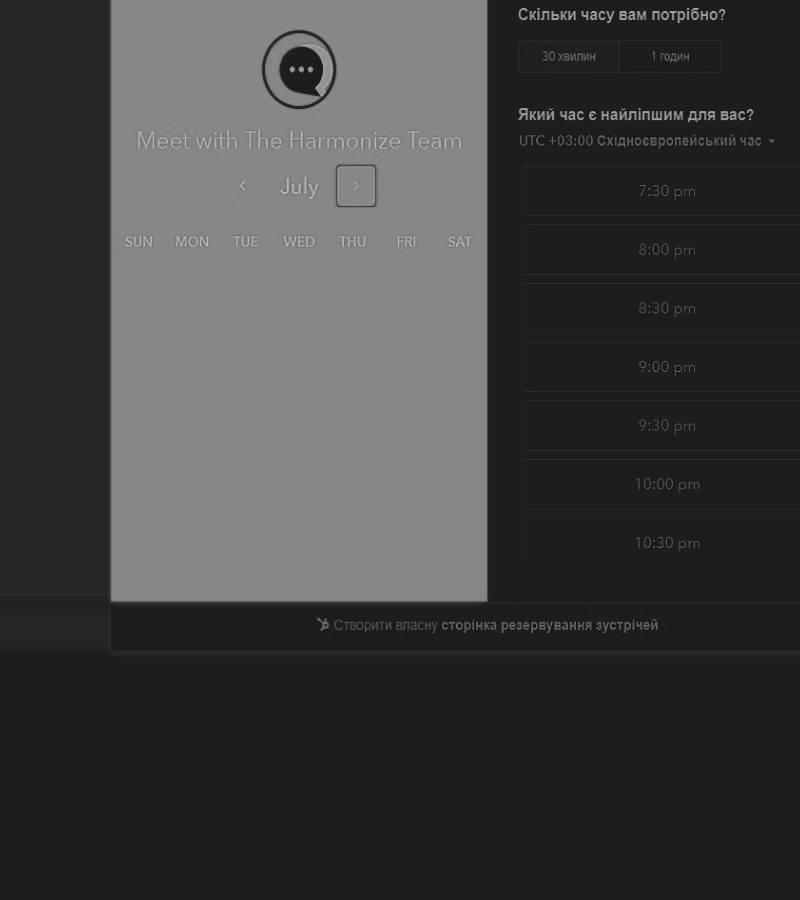 Meet with The Harmonize Team
July
SUN MON TUE WED THU FRI SAT
Скільки часу вам потрібно?
30 хвилин 1 годин
Який час є найліпшим для вас?
UTC +03:00 Східноєвропейський час
7:30 pm
8:00 pm
8:30 pm
9:00 pm
9:30 pm
10:00 pm
10:30 pm
Створити власну сторінка резервування зустрічей